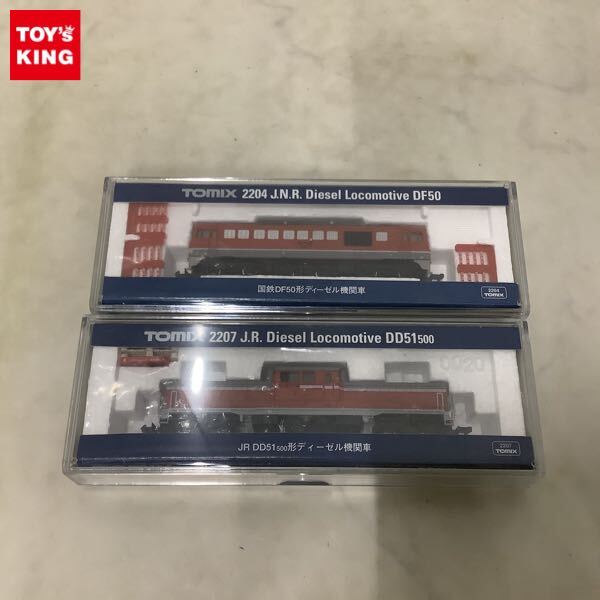 TOY's
KING
TOMIX 2204 J.N.R. Diesel Locomotive DF50
国鉄DF50形ディーゼル機関車
2204
TOMIX
TOMIX 2207 J.R. Diesel Locomotive DD51500
0020
JR DD51500形ディーゼル機関車
2207
TOMIX